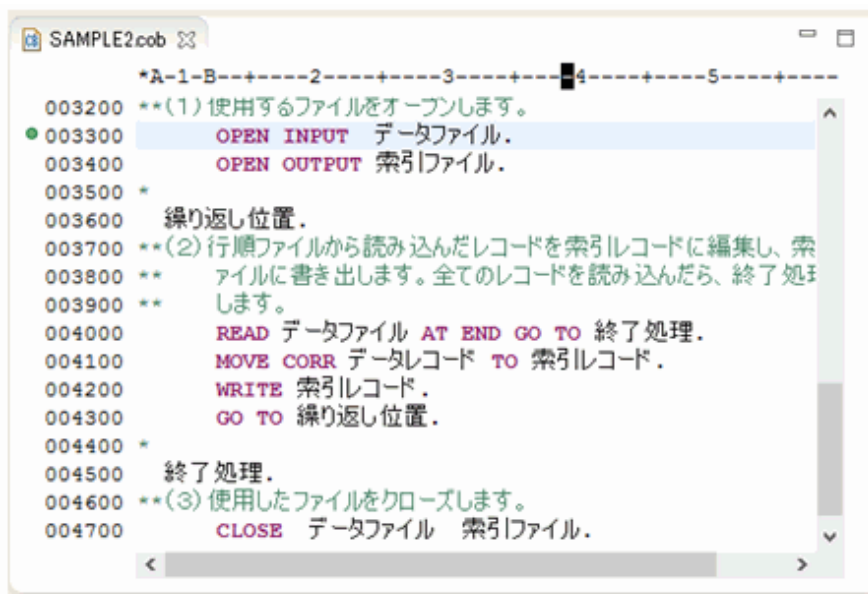 SAMPLE2.cob
*A-1-B--+----2----+----3----+----4----+----5----+----
003200 **(1)使用するファイルをオープンします。
003300 OPEN INPUT データファイル.
003400 OPEN OUTPUT 索引ファイル.
003500 *
003600 繰り返し位置.
003700 **(2)行順ファイルから読み込んだレコードを索引レコードに編集し、索
003800 ** ァイルに書き出します。全てのレコードを読み込んだら、終了処理
003900 ** します。
004000 READ データファイル AT END GO TO 終了処理.
004100 MOVE CORR データレコード TO 索引レコード.
004200 WRITE 索引レコード.
004300 GO TO 繰り返し位置.
004400 *
004500 終了処理.
004600 **(3)使用したファイルをクローズします。
004700 CLOSE データファイル 索引ファイル.